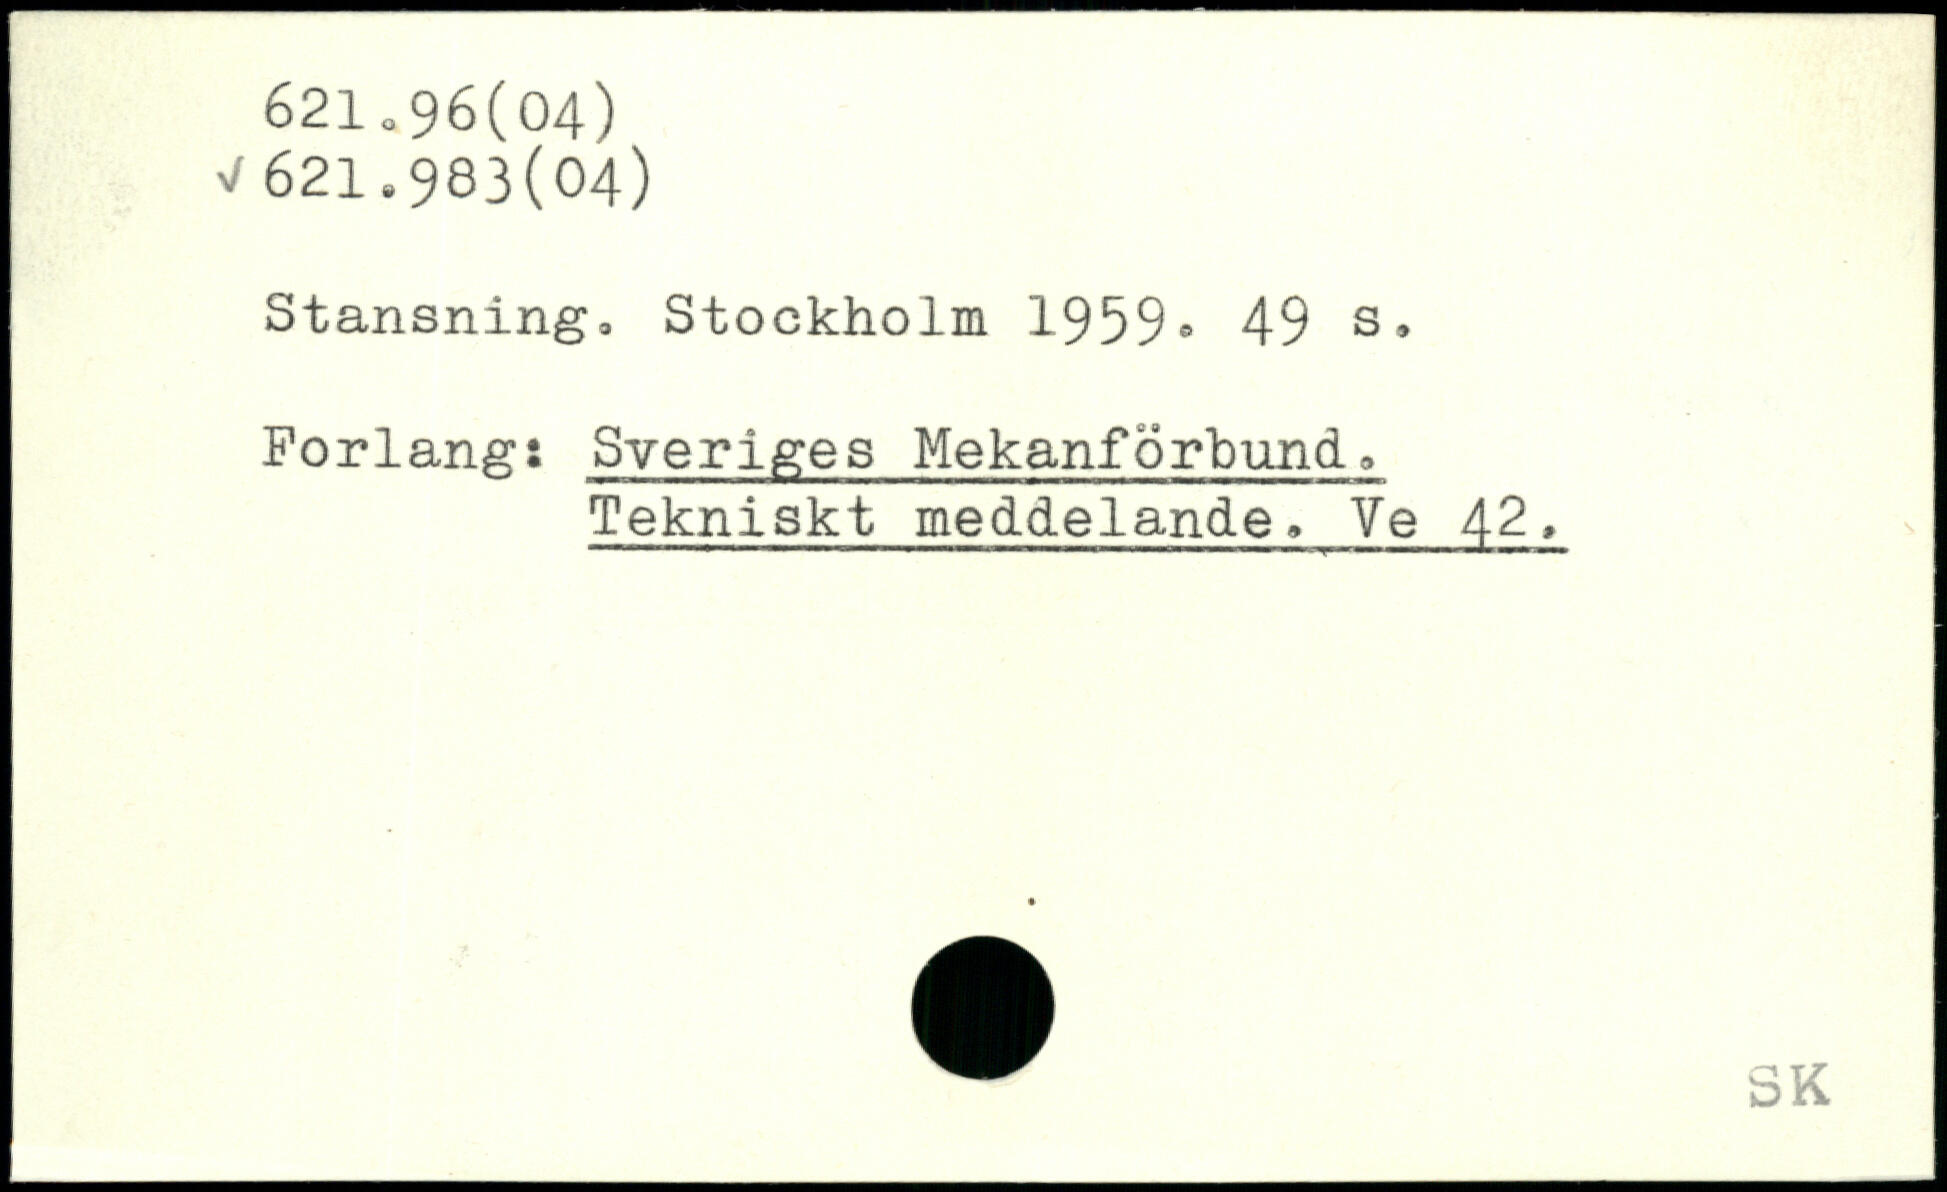 621.96(04)
✓ 621.983(04)
Stansning. Stockholm 1959. 49 s.
Forlang: Sveriges Mekanförbund.
Tekniskt meddelande. Ve 42.
SK